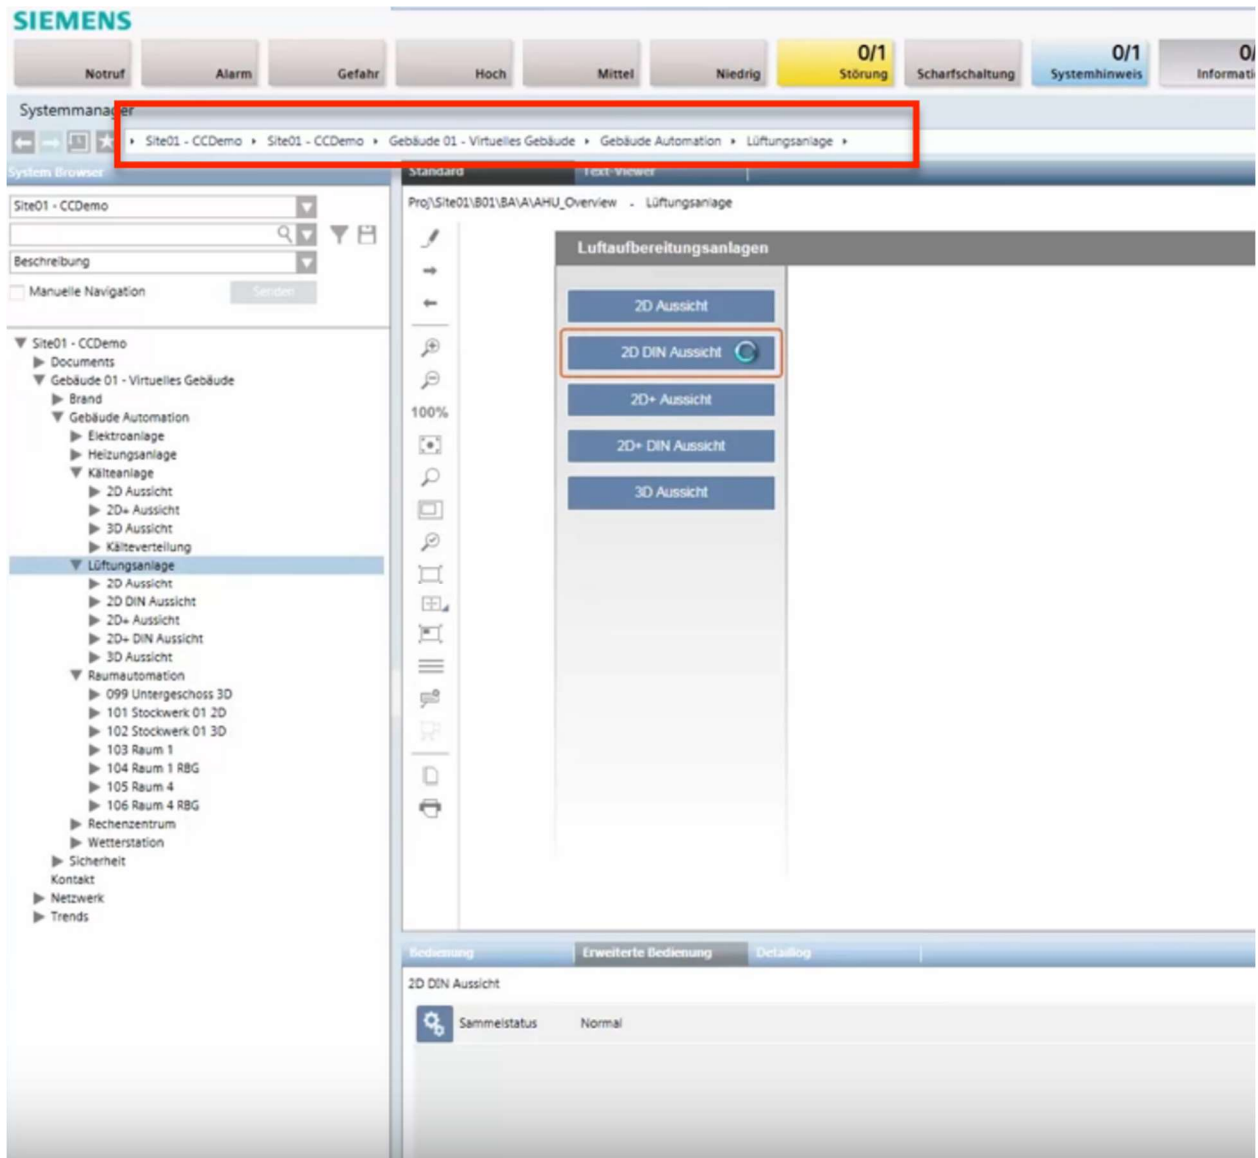 SIEMENS
Notruf Alarm Gefahr Hoch Mittel Niedrig 0/1 Störung Scharfschaltung 0/1 Systemhinweis 0/ Informati
Systemmanager
Site01 - CCDemo Site01 - CCDemo Gebäude 01 - Virtuelles Gebäude Gebäude Automation Lüftungsanlage
System Browser
Standard Text-Viewer
Site01 - CCDemo
Beschreibung
Manuelle Navigation Senden
Site01 - CCDemo
Documents
Gebäude 01 - Virtuelles Gebäude
Brand
Gebäude Automation
Elektroanlage
Heizungsanlage
Kälteanlage
2D Aussicht
2D+ Aussicht
3D Aussicht
Kälteverteilung
Lüftungsanlage
2D Aussicht
2D DIN Aussicht
2D+ Aussicht
2D+ DIN Aussicht
3D Aussicht
Raumautomation
099 Untergeschoss 3D
101 Stockwerk 01 2D
102 Stockwerk 01 3D
103 Raum 1
104 Raum 1 RBG
105 Raum 4
106 Raum 4 RBG
Rechenzentrum
Wetterstation
Sicherheit
Kontakt
Netzwerk
Trends
Proj\Site01\B01\BA\A\AHU_Overview - Lüftungsanlage
100%
Luftaufbereitungsanlagen
2D Aussicht
2D DIN Aussicht
2D+ Aussicht
2D+ DIN Aussicht
3D Aussicht
Bedienung Erweiterte Bedienung Detaillog
2D DIN Aussicht
Sammelstatus Normal